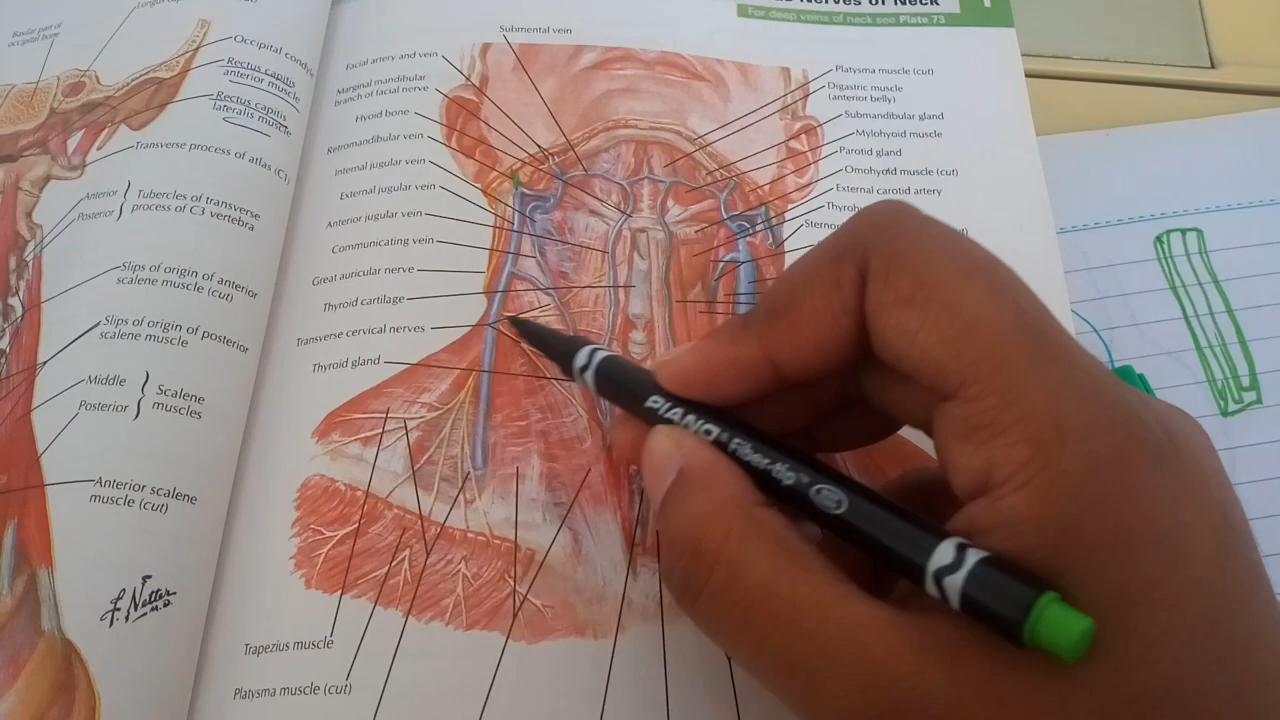 Basilar part of
occipital bone
Occipital condyle
Rectus capitis
anterior muscle
Rectus capitis
lateralis muscle
Transverse process of atlas (C1)
Anterior
Posterior
Tubercles of transverse
process of C3 vertebra
Slips of origin of anterior
scalene muscle (cut)
Slips of origin of posterior
scalene muscle
Middle
Posterior
Scalene
muscles
Anterior scalene
muscle (cut)
F. Netter
M.D.
Nerves of Neck
For deep veins of neck see Plate 73
Submental vein
Facial artery and vein
Marginal mandibular
branch of facial nerve
Hyoid bone
Retromandibular vein
Internal jugular vein
External jugular vein
Anterior jugular vein
Communicating vein
Great auricular nerve
Thyroid cartilage
Transverse cervical nerves
Thyroid gland
Trapezius muscle
Platysma muscle (cut)
Platysma muscle (cut)
Digastric muscle
(anterior belly)
Submandibular gland
Mylohyoid muscle
Parotid gland
Omohyoid muscle (cut)
External carotid artery
PIANO® Fiber-tip™